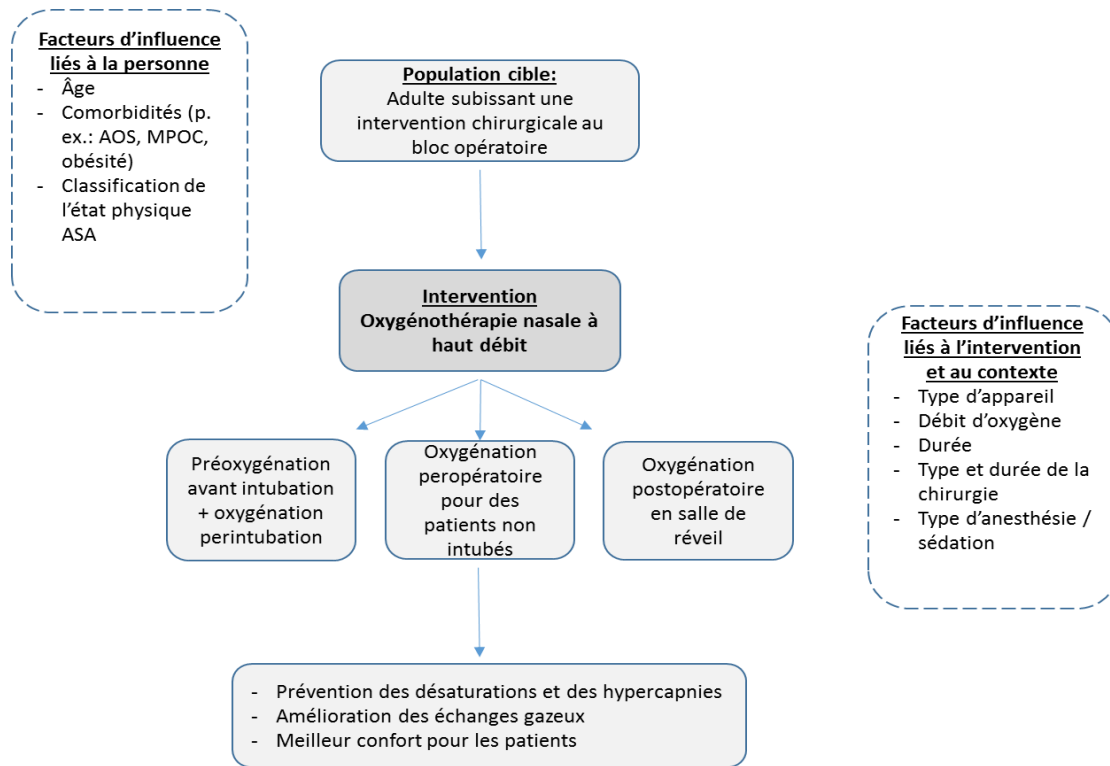 Facteurs d’influence
liés à la personne
- Âge
- Comorbidités (p.
ex.: AOS, MPOC,
obésité)
- Classification de
l’état physique
ASA
Population cible:
Adulte subissant une
intervention chirurgicale au
bloc opératoire
Intervention
Oxygénothérapie nasale à
haut débit
Facteurs d’influence
liés à l’intervention
et au contexte
- Type d’appareil
- Débit d’oxygène
- Durée
- Type et durée de la
chirurgie
- Type d’anesthésie /
sédation
Préoxygénation
avant intubation
+ oxygénation
perintubation
Oxygénation
peropératoire
pour des
patients non
intubés
Oxygénation
postopératoire
en salle de
réveil
- Prévention des désaturations et des hypercapnies
- Amélioration des échanges gazeux
- Meilleur confort pour les patients